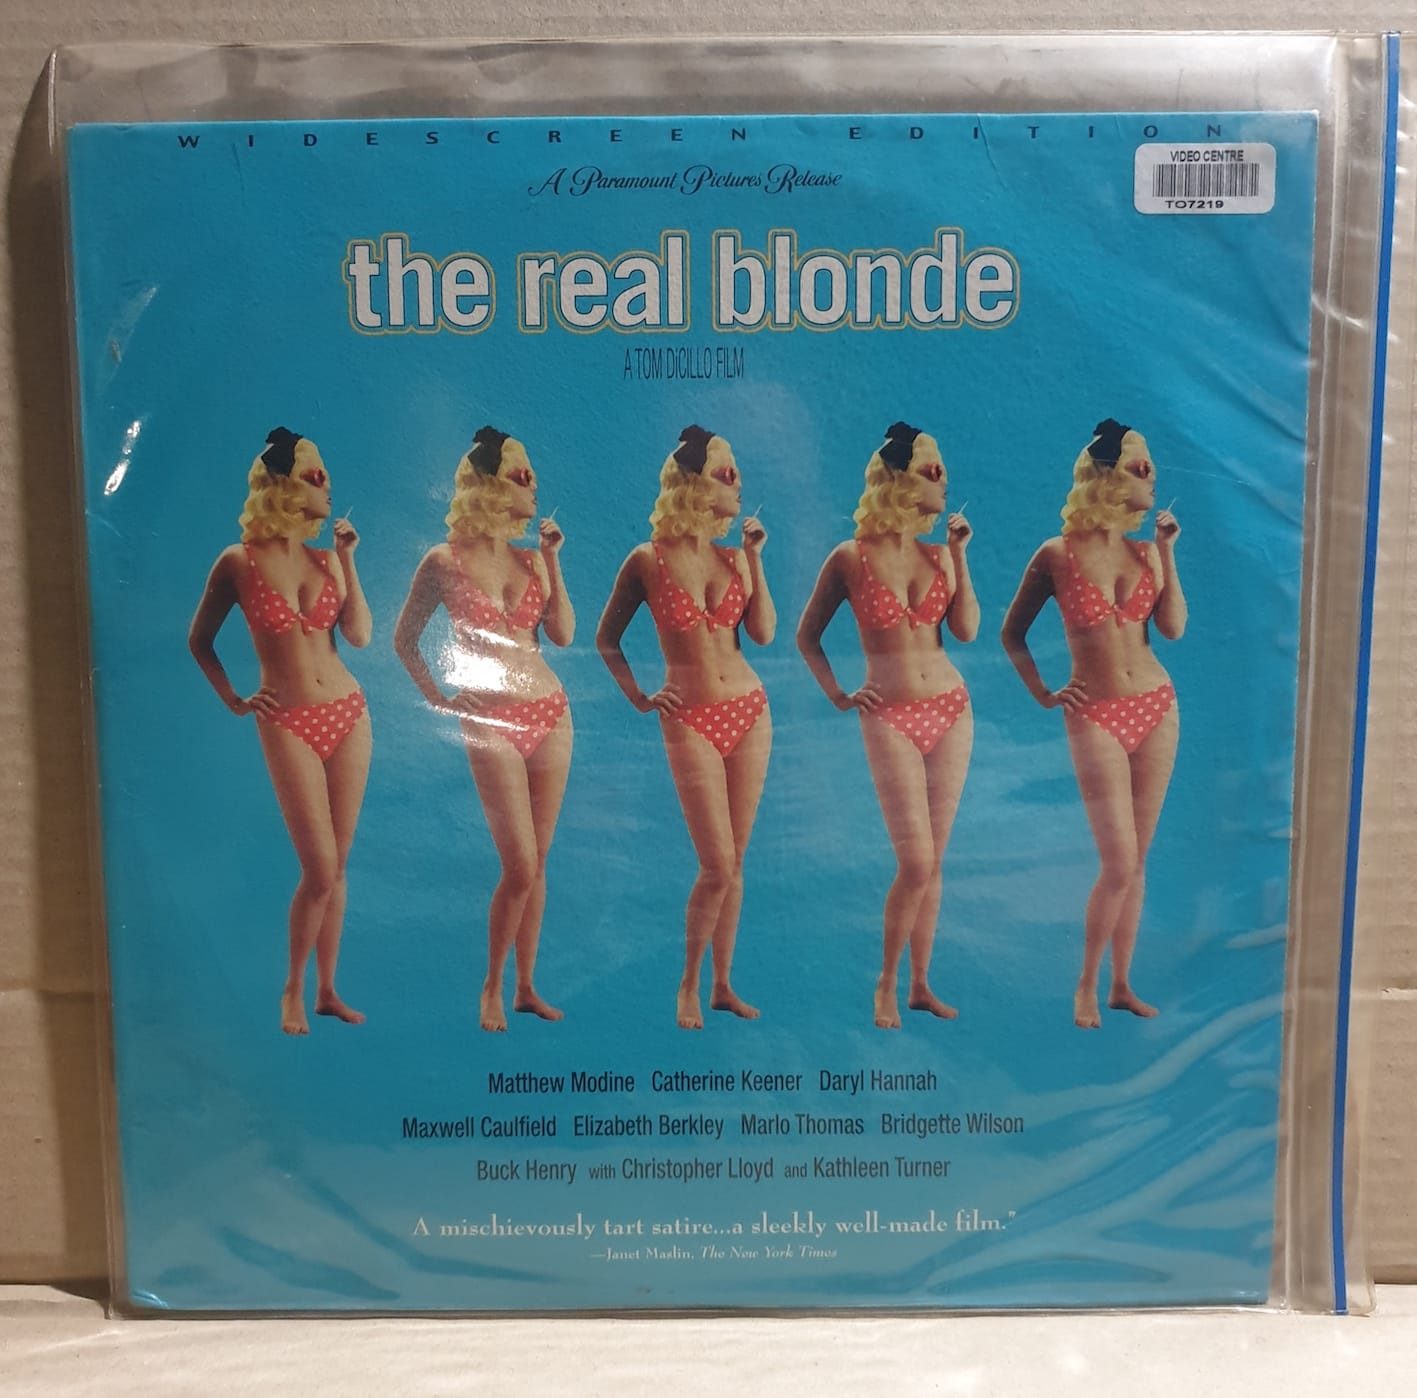 WIDESCREEN EDITION
A Paramount Pictures Release
VIDEO CENTRE
TO7219
the real blonde
A TOM DiCILLO FILM
Matthew Modine Catherine Keener Daryl Hannah
Maxwell Caulfield Elizabeth Berkley Marlo Thomas Bridgette Wilson
Buck Henry with Christopher Lloyd and Kathleen Turner
A mischievously tart satire...a sleekly well-made film."
—Janet Maslin, The New York Times